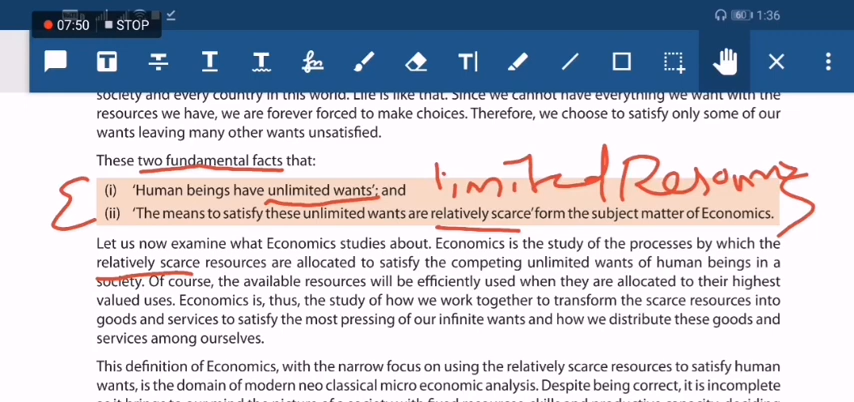 07:50 STOP
60 1:36
society and every country in this world. Life is like that. Since we cannot have everything we want with the
resources we have, we are forever forced to make choices. Therefore, we choose to satisfy only some of our
wants leaving many other wants unsatisfied.
These two fundamental facts that:
limited Resource
(i) ‘Human beings have unlimited wants’; and
(ii) ‘The means to satisfy these unlimited wants are relatively scarce’ form the subject matter of Economics.
Let us now examine what Economics studies about. Economics is the study of the processes by which the
relatively scarce resources are allocated to satisfy the competing unlimited wants of human beings in a
society. Of course, the available resources will be efficiently used when they are allocated to their highest
valued uses. Economics is, thus, the study of how we work together to transform the scarce resources into
goods and services to satisfy the most pressing of our infinite wants and how we distribute these goods and
services among ourselves.
This definition of Economics, with the narrow focus on using the relatively scarce resources to satisfy human
wants, is the domain of modern neo classical micro economic analysis. Despite being correct, it is incomplete